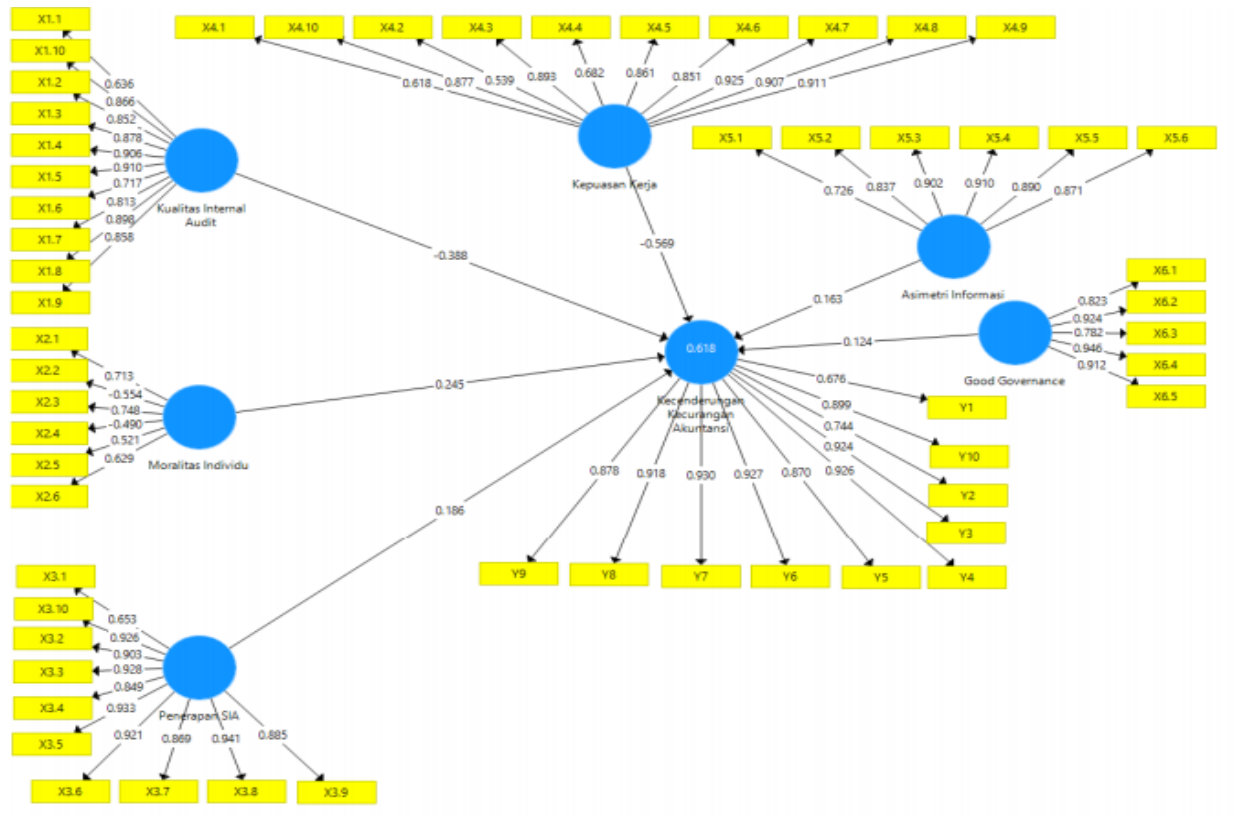 X1.1
X1.10
X1.2
X1.3
X1.4
X1.5
X1.6
X1.7
X1.8
X1.9
0.636
0.866
0.852
0.878
0.906
0.910
0.717
0.813
0.898
0.858
Kualitas Internal
Audit
X4.1
X4.10
X4.2
X4.3
X4.4
X4.5
X4.6
X4.7
X4.8
X4.9
0.618
0.877
0.539
0.893
0.682
0.861
0.851
0.925
0.907
0.911
Kepuasan Kerja
X5.1
X5.2
X5.3
X5.4
X5.5
X5.6
0.726
0.837
0.902
0.910
0.890
0.871
Asimetri Informasi
X6.1
X6.2
X6.3
X6.4
X6.5
0.823
0.924
0.782
0.946
0.912
Good Governance
-0.388
-0.569
0.163
0.124
0.245
0.186
0.618
Kecenderungan
Kecurangan
Akuntansi
X2.1
X2.2
X2.3
X2.4
X2.5
X2.6
0.713
-0.554
0.748
-0.490
0.521
0.629
Moralitas Individu
0.676
0.899
0.744
0.924
0.926
0.870
0.927
0.930
0.918
0.878
Y1
Y10
Y2
Y3
Y4
Y5
Y6
Y7
Y8
Y9
X3.1
X3.10
X3.2
X3.3
X3.4
X3.5
X3.6
X3.7
X3.8
X3.9
0.653
0.926
0.903
0.928
0.849
0.933
0.921
0.869
0.941
0.885
Penerapan SIA